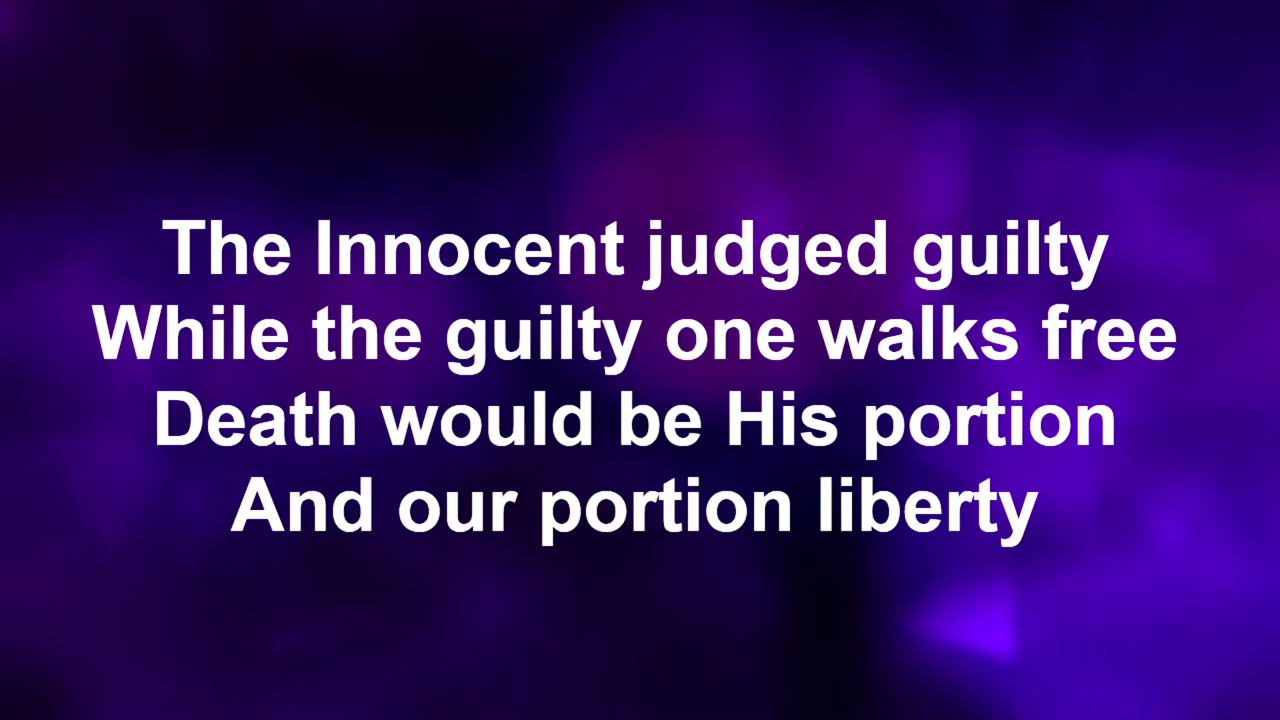 The Innocent judged guilty
While the guilty one walks free
Death would be His portion
And our portion liberty